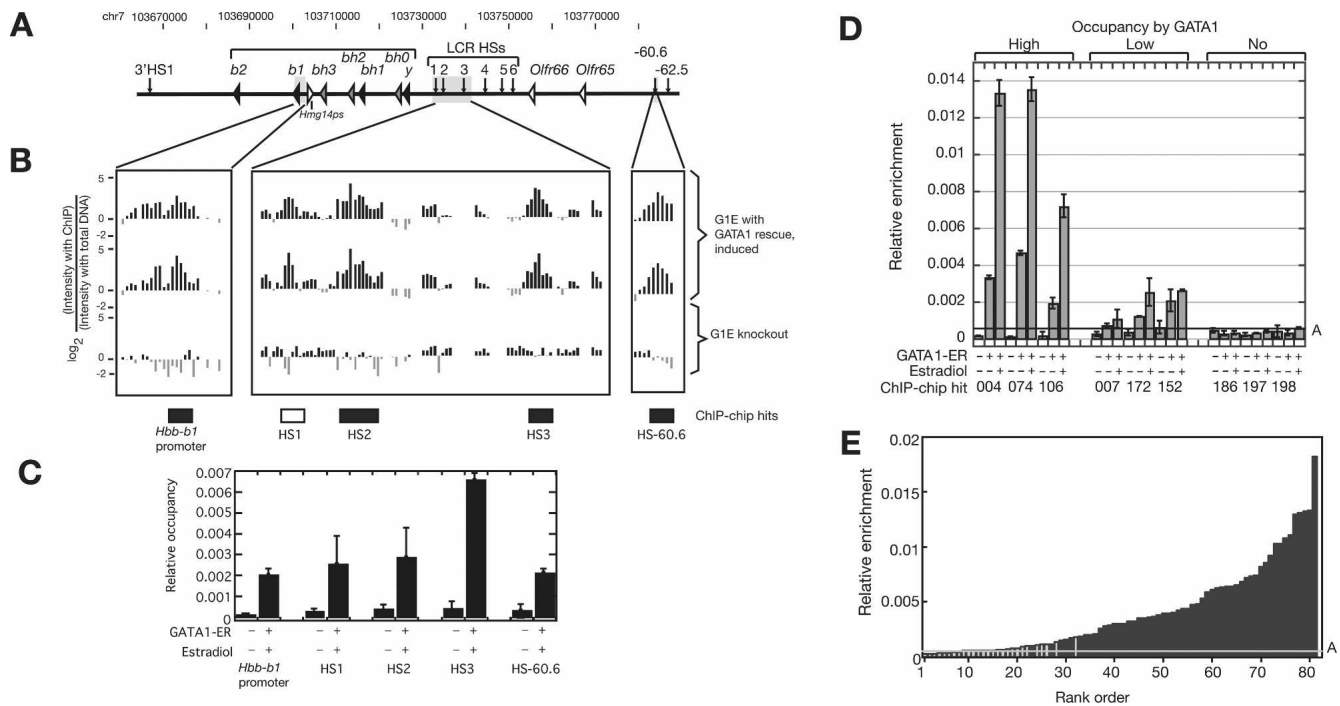 A
chr7 103670000 103690000 103710000 103730000 103750000 103770000
3'HS1 b2 b1 bh3 bh2 bh1 bh0 y
Hmg14ps
LCR HSs
1 2 3 4 5 6 Olfr66 Olfr65
-60.6
-62.5
B
log2 (Intensity with ChIP) / (Intensity with total DNA)
5
0
-2
5
0
-2
5
0
-2
G1E with
GATA1 rescue,
induced
G1E knockout
Hbb-b1
promoter
HS1
HS2
HS3
HS-60.6
ChIP-chip hits
C
Relative occupancy
0.007
0.006
0.005
0.004
0.003
0.002
0.001
0
GATA1-ER − + − + − + − + − +
Estradiol − + − + − + − + − +
Hbb-b1
promoter
HS1 HS2 HS3 HS-60.6
D
Occupancy by GATA1
High Low No
Relative enrichment
0.014
0.012
0.010
0.008
0.006
0.004
0.002
0
A
GATA1-ER − + + − + + − + + − + + − + + − + + − + + − + + − + +
Estradiol − − + − − + − − + − − + − − + − − + − − + − − + − − +
ChIP-chip hit 004 074 106 007 172 152 186 197 198
E
Relative enrichment
0.02
0.015
0.01
0.005
0
A
1 10 20 30 40 50 60 70 80
Rank order